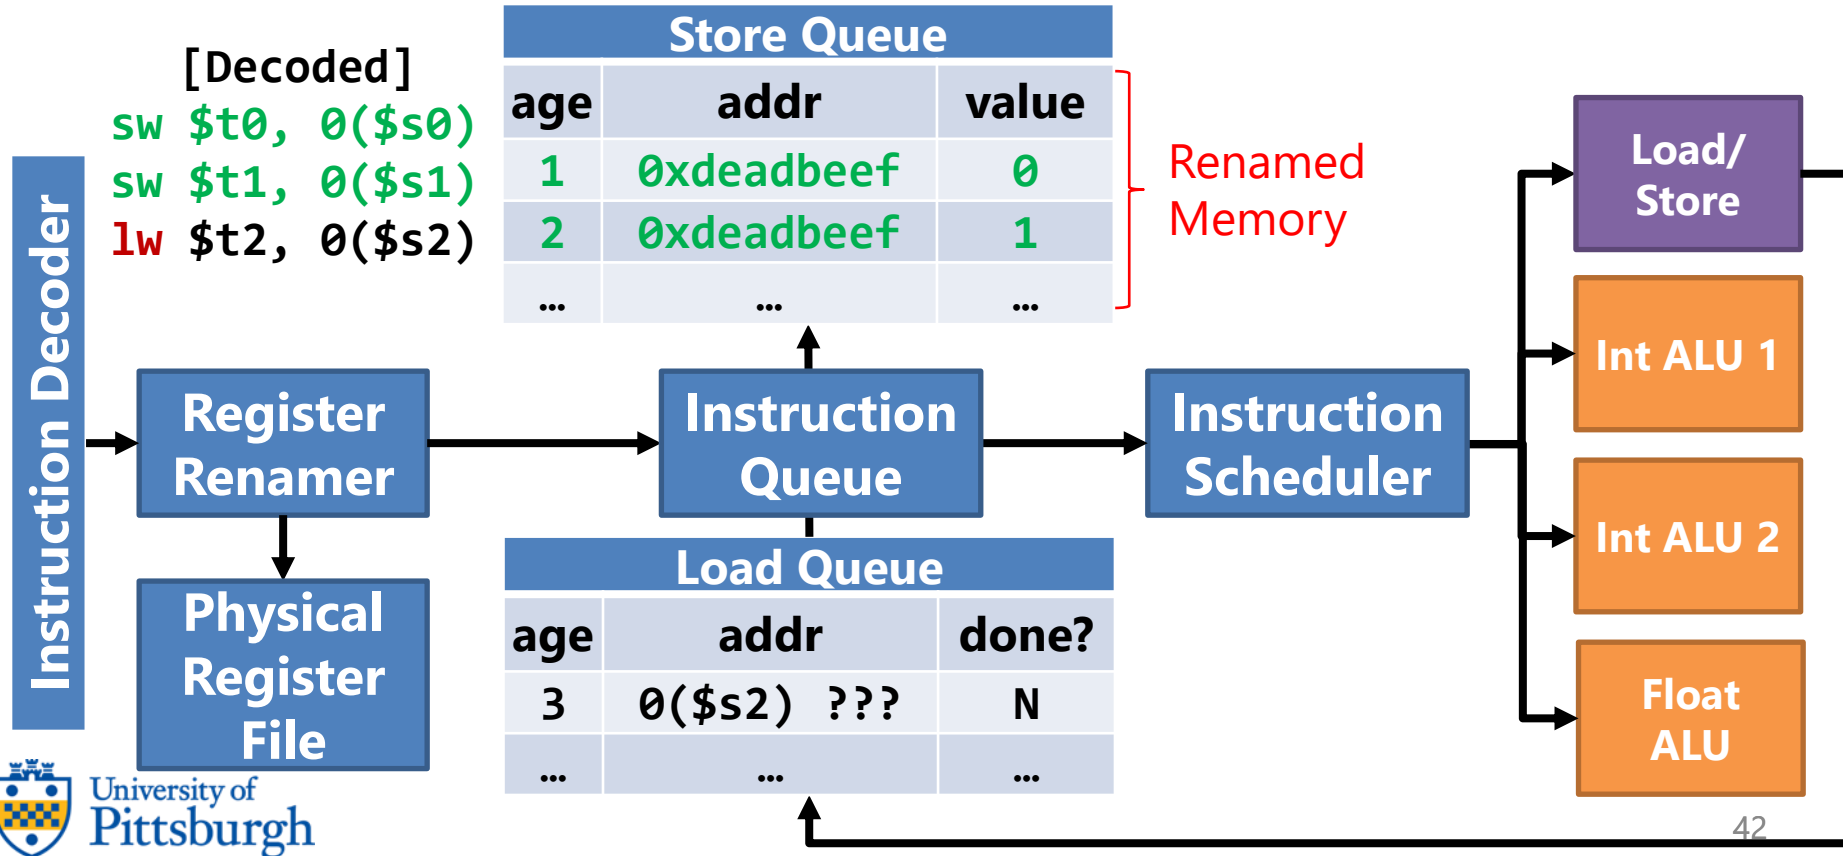 [Decoded]
sw $t0, 0($s0)
sw $t1, 0($s1)
lw $t2, 0($s2)
Store Queue
age addr value
1 0xdeadbeef 0
2 0xdeadbeef 1
… … …
Renamed
Memory
Instruction Decoder
Register
Renamer
Physical
Register
File
Instruction
Queue
Instruction
Scheduler
Load Queue
age addr done?
3 0($s2) ??? N
… … …
Load/
Store
Int ALU 1
Int ALU 2
Float
ALU
University of
Pittsburgh
42